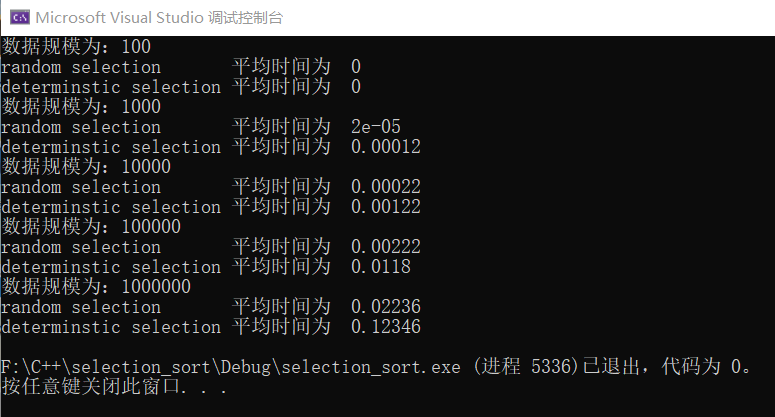 Microsoft Visual Studio 调试控制台
数据规模为：100
random selection 平均时间为 0
determinstic selection 平均时间为 0
数据规模为：1000
random selection 平均时间为 2e-05
determinstic selection 平均时间为 0.00012
数据规模为：10000
random selection 平均时间为 0.00022
determinstic selection 平均时间为 0.00122
数据规模为：100000
random selection 平均时间为 0.00222
determinstic selection 平均时间为 0.0118
数据规模为：1000000
random selection 平均时间为 0.02236
determinstic selection 平均时间为 0.12346
F:\C++\selection_sort\Debug\selection_sort.exe (进程 5336)已退出，代码为 0。
按任意键关闭此窗口. . .